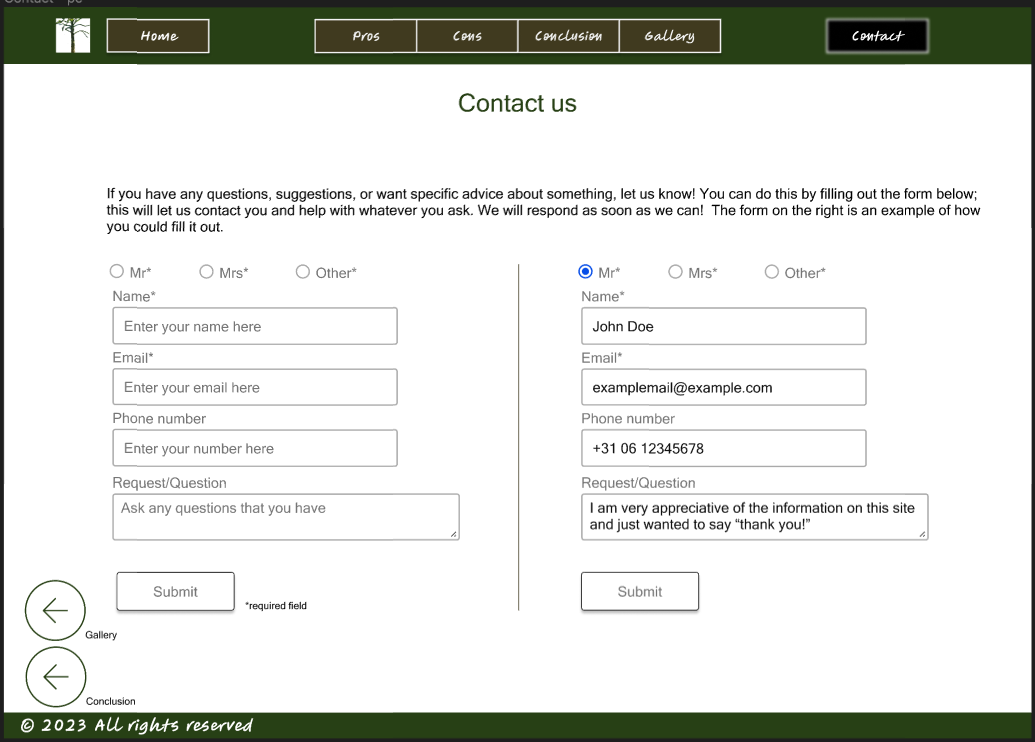 Contact - pc
Home Pros Cons Conclusion Gallery Contact
Contact us
If you have any questions, suggestions, or want specific advice about something, let us know! You can do this by filling out the form below;
this will let us contact you and help with whatever you ask. We will respond as soon as we can! The form on the right is an example of how
you could fill it out.
Mr* Mrs* Other*
Name*
Enter your name here
Email*
Enter your email here
Phone number
Enter your number here
Request/Question
Ask any questions that you have
Submit
*required field
Mr* Mrs* Other*
Name*
John Doe
Email*
examplemail@example.com
Phone number
+31 06 12345678
Request/Question
I am very appreciative of the information on this site
and just wanted to say “thank you!”
Submit
Gallery
Conclusion
© 2023 All rights reserved